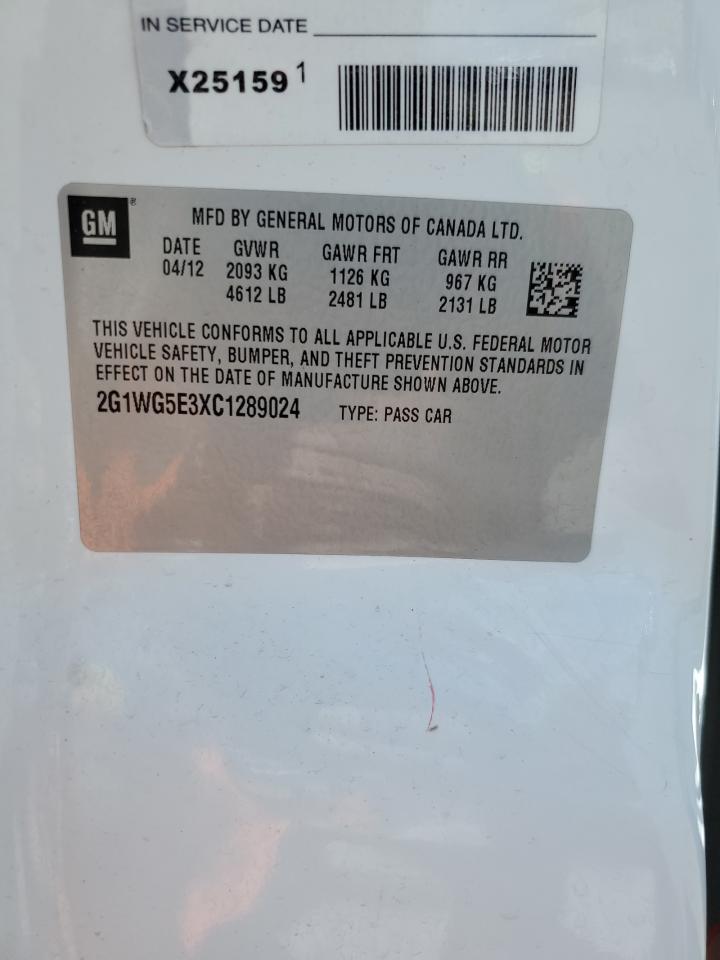 IN SERVICE DATE
X25159 1
GM ®
MFD BY GENERAL MOTORS OF CANADA LTD.
DATE GVWR GAWR FRT GAWR RR
04/12 2093 KG 1126 KG 967 KG
4612 LB 2481 LB 2131 LB
THIS VEHICLE CONFORMS TO ALL APPLICABLE U.S. FEDERAL MOTOR
VEHICLE SAFETY, BUMPER, AND THEFT PREVENTION STANDARDS IN
EFFECT ON THE DATE OF MANUFACTURE SHOWN ABOVE.
2G1WG5E3XC1289024 TYPE: PASS CAR